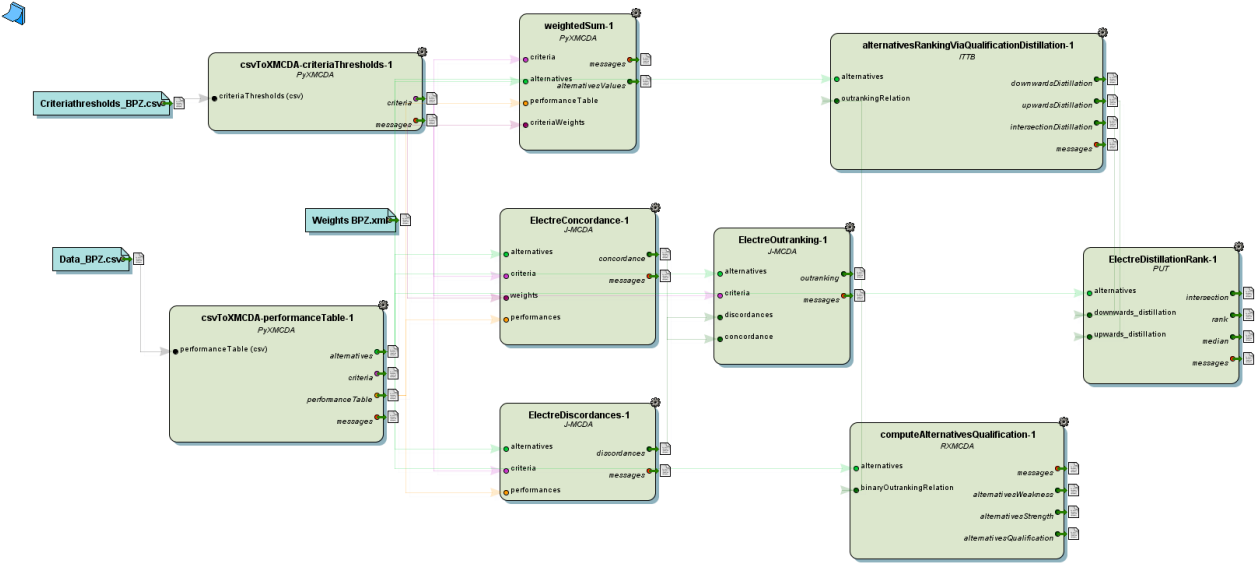 weightedSum-1
PyXMCDA
criteria
alternatives
performanceTable
criteriaWeights
messages
alternativesValues
alternativesRankingViaQualificationDistillation-1
ITTB
alternatives
outrankingRelation
downwardsDistillation
upwardsDistillation
intersectionDistillation
messages
csvToXMCDA-criteriaThresholds-1
PyXMCDA
criteriaThresholds (csv)
criteria
messages
Criteriathresholds_BPZ.csv
Weights BPZ.xml
Data_BPZ.csv
ElectreConcordance-1
J-MCDA
alternatives
criteria
weights
performances
concordance
messages
ElectreOutranking-1
J-MCDA
alternatives
criteria
discordances
concordance
outranking
messages
ElectreDistillationRank-1
PUT
alternatives
downwards_distillation
upwards_distillation
intersection
rank
median
messages
csvToXMCDA-performanceTable-1
PyXMCDA
performanceTable (csv)
alternatives
criteria
performanceTable
messages
ElectreDiscordances-1
J-MCDA
alternatives
criteria
performances
discordances
messages
computeAlternativesQualification-1
RXMCDA
alternatives
binaryOutrankingRelation
messages
alternativesWeakness
alternativesStrength
alternativesQualification